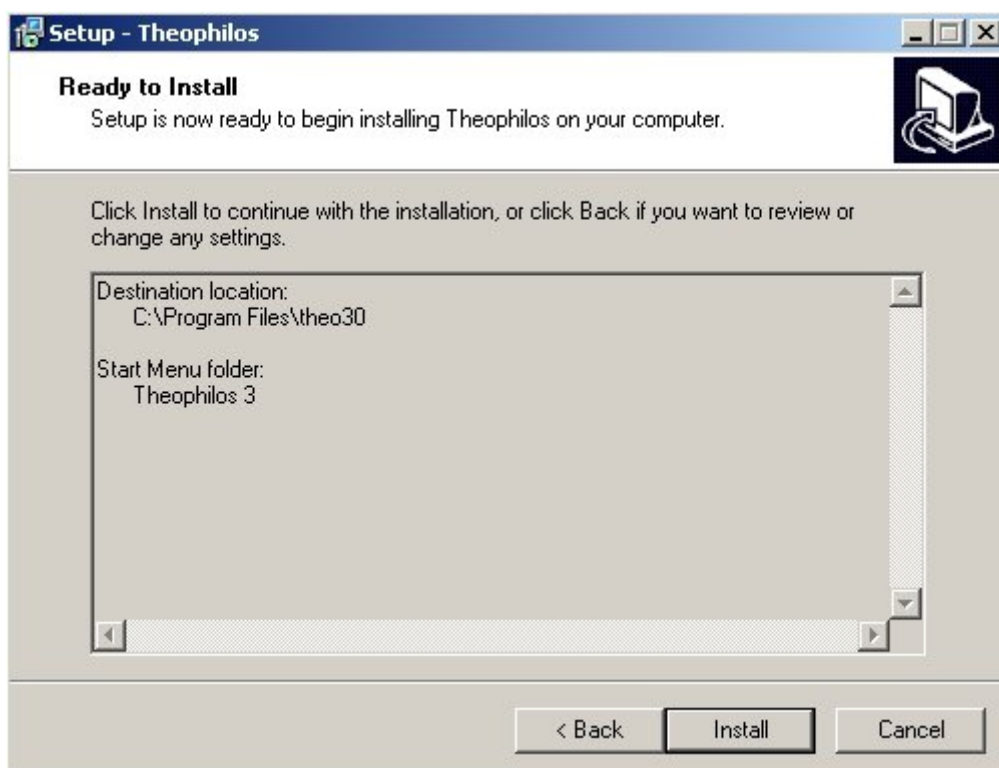 Setup - Theophilos
Ready to Install
Setup is now ready to begin installing Theophilos on your computer.
Click Install to continue with the installation, or click Back if you want to review or
change any settings.
Destination location:
C:\Program Files\theo30
Start Menu folder:
Theophilos 3
< Back Install Cancel